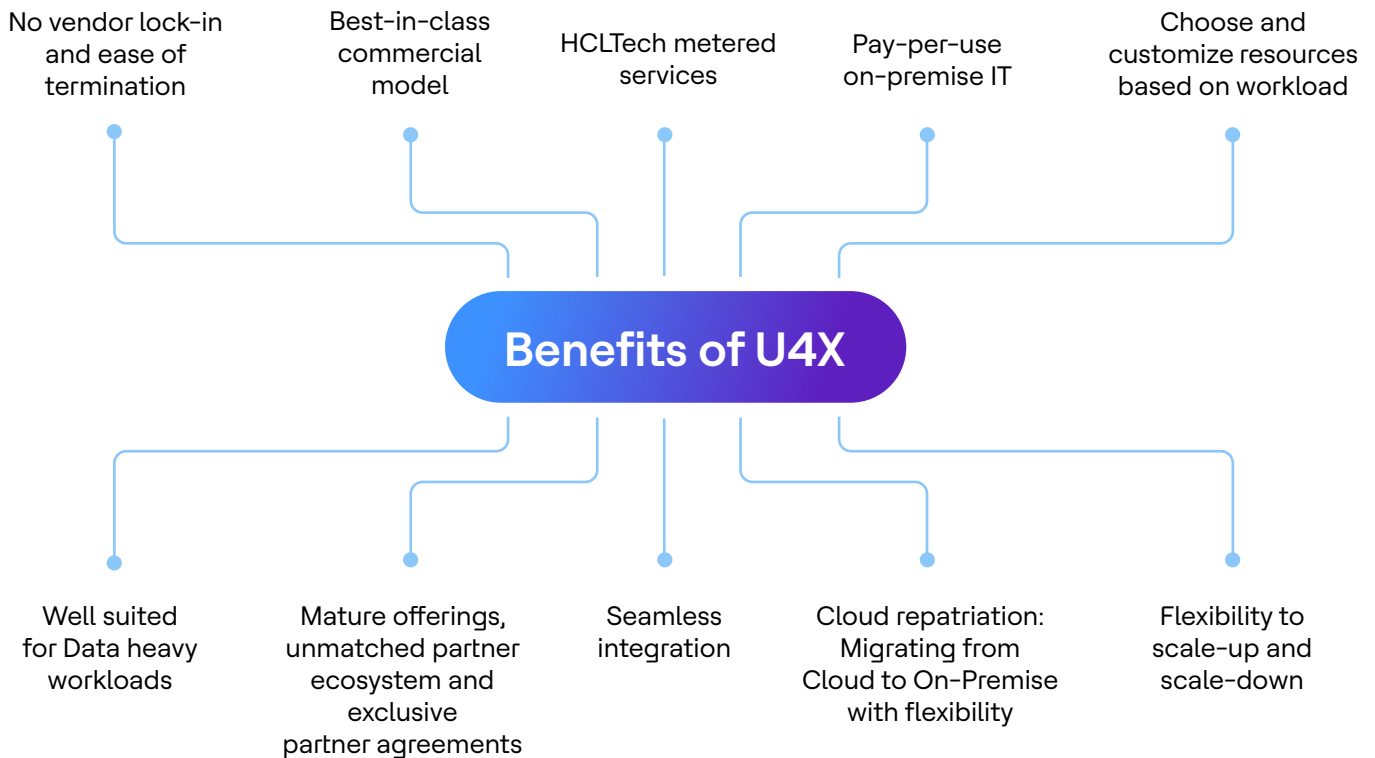 No vendor lock-in
and ease of
termination
Best-in-class
commercial
model
HCLTech metered
services
Pay-per-use
on-premise IT
Choose and
customize resources
based on workload
Benefits of U4X
Well suited
for Data heavy
workloads
Mature offerings,
unmatched partner
ecosystem and
exclusive
partner agreements
Seamless
integration
Cloud repatriation:
Migrating from
Cloud to On-Premise
with flexibility
Flexibility to
scale-up and
scale-down